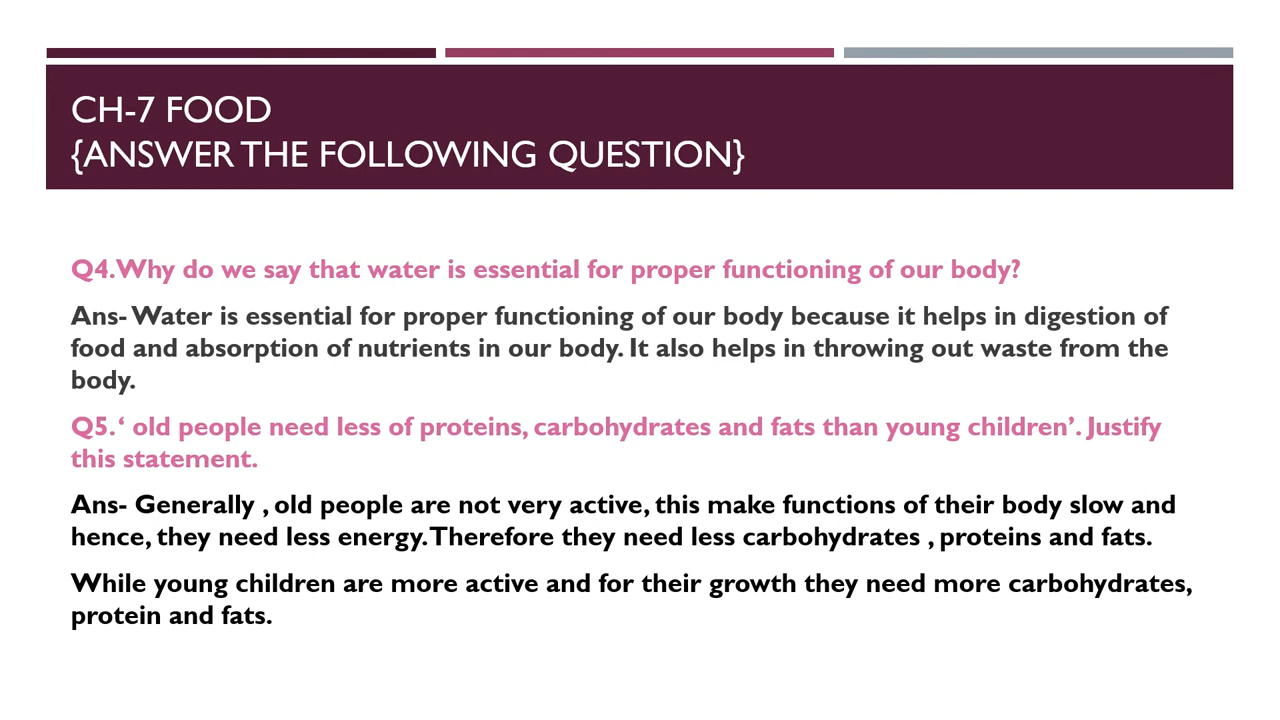 CH-7 FOOD
{ANSWER THE FOLLOWING QUESTION}
Q4.Why do we say that water is essential for proper functioning of our body?
Ans- Water is essential for proper functioning of our body because it helps in digestion of
food and absorption of nutrients in our body. It also helps in throwing out waste from the
body.
Q5.‘ old people need less of proteins, carbohydrates and fats than young children’. Justify
this statement.
Ans- Generally , old people are not very active, this make functions of their body slow and
hence, they need less energy. Therefore they need less carbohydrates , proteins and fats.
While young children are more active and for their growth they need more carbohydrates,
protein and fats.